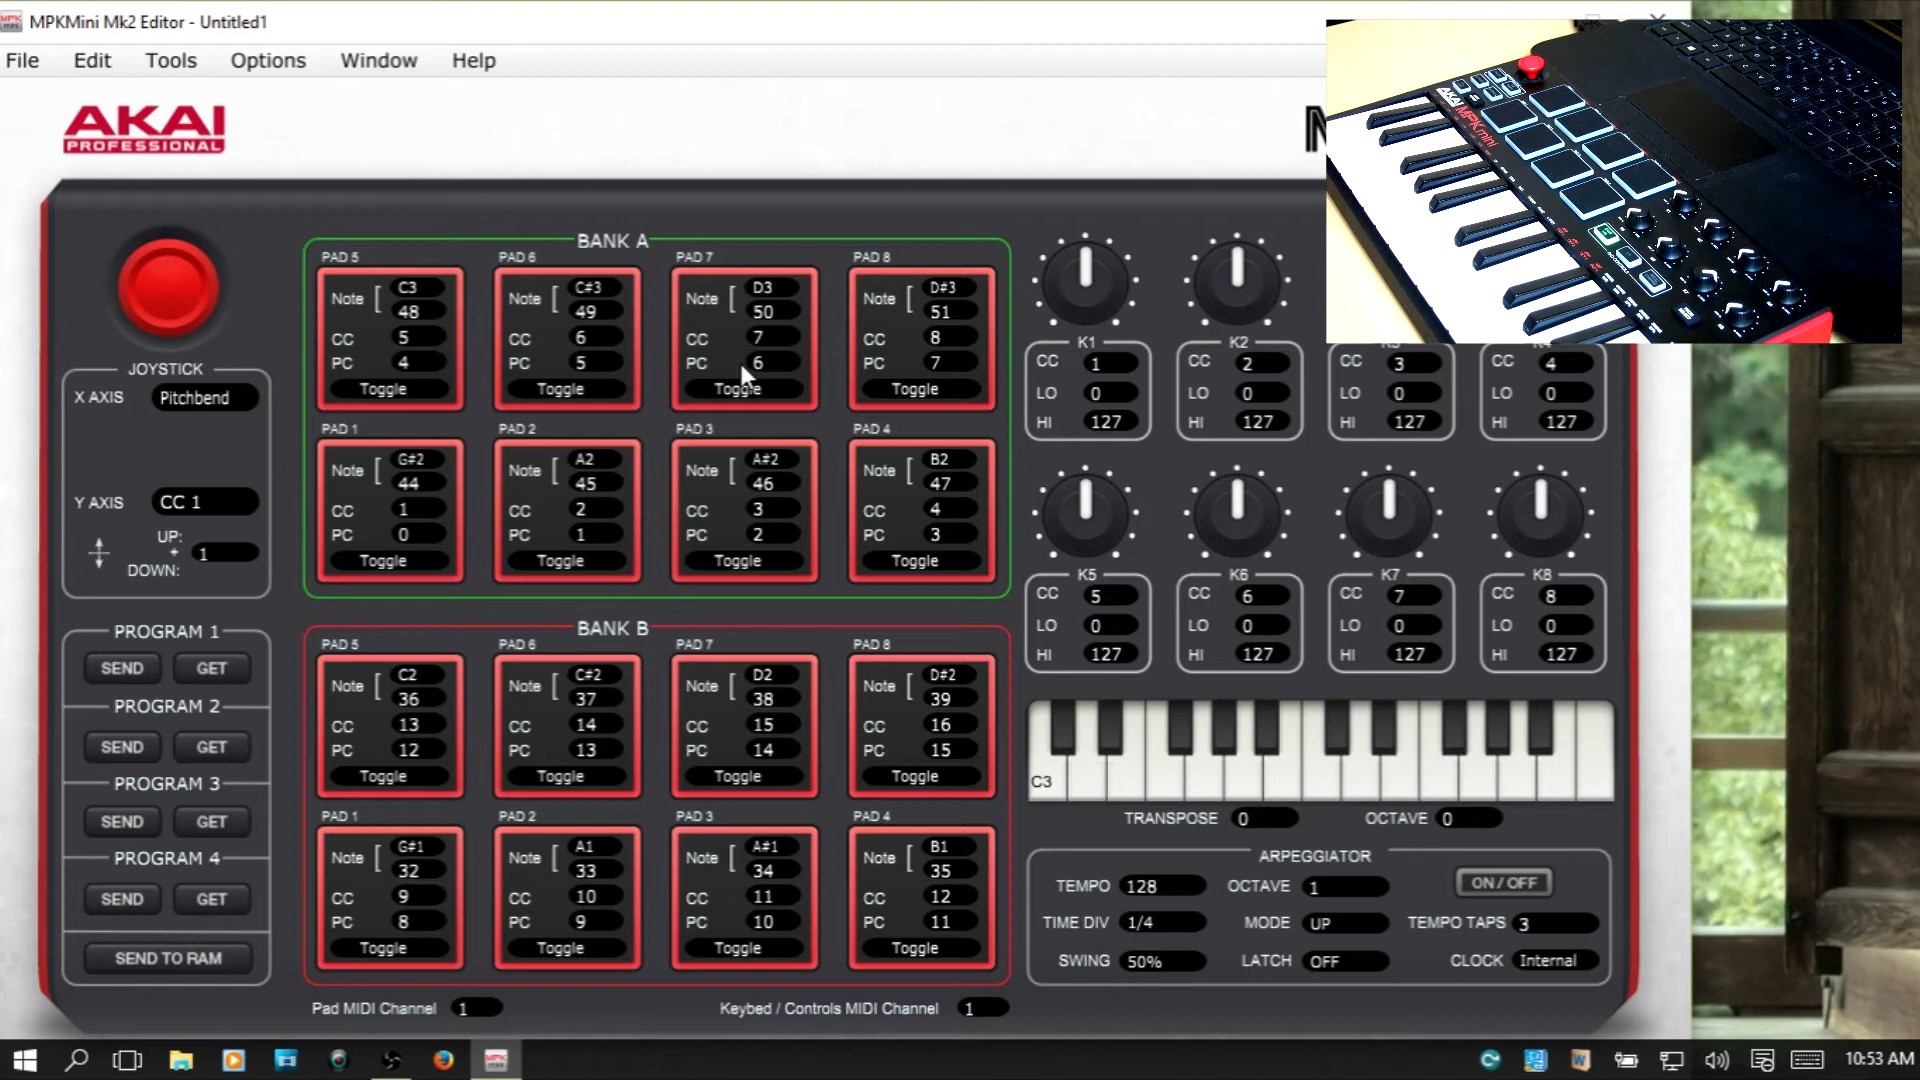 MPKMini Mk2 Editor - Untitled1
File Edit Tools Options Window Help
AKAI
PROFESSIONAL
AKAI
MPKmini
BANK A
PAD 5 PAD 6 PAD 7 PAD 8
Note [ C3 Note [ C#3 Note [ D3 Note [ D#3
48 49 50 51
CC 5 CC 6 CC 7 CC 8
PC 4 PC 5 PC 6 PC 7
Toggle Toggle Toggle Toggle
PAD 1 PAD 2 PAD 3 PAD 4
Note [ G#2 Note [ A2 Note [ A#2 Note [ B2
44 45 46 47
CC 1 CC 2 CC 3 CC 4
PC 0 PC 1 PC 2 PC 3
Toggle Toggle Toggle Toggle
JOYSTICK
X AXIS Pitchbend
Y AXIS CC 1
UP:
+ 1
DOWN:
K1 K2
CC 1 CC 2 CC 3 CC 4
LO 0 LO 0 LO 0 LO 0
HI 127 HI 127 HI 127 HI 127
K5 K6 K7 K8
CC 5 CC 6 CC 7 CC 8
LO 0 LO 0 LO 0 LO 0
HI 127 HI 127 HI 127 HI 127
PROGRAM 1
SEND GET
PROGRAM 2
SEND GET
PROGRAM 3
SEND GET
PROGRAM 4
SEND GET
SEND TO RAM
BANK B
PAD 5 PAD 6 PAD 7 PAD 8
Note [ C2 Note [ C#2 Note [ D2 Note [ D#2
36 37 38 39
CC 13 CC 14 CC 15 CC 16
PC 12 PC 13 PC 14 PC 15
Toggle Toggle Toggle Toggle
PAD 1 PAD 2 PAD 3 PAD 4
Note [ G#1 Note [ A1 Note [ A#1 Note [ B1
32 33 34 35
CC 9 CC 10 CC 11 CC 12
PC 8 PC 9 PC 10 PC 11
Toggle Toggle Toggle Toggle
C3
TRANSPOSE 0 OCTAVE 0
ARPEGGIATOR
TEMPO 128 OCTAVE 1 ON / OFF
TIME DIV 1/4 MODE UP TEMPO TAPS 3
SWING 50% LATCH OFF CLOCK Internal
Pad MIDI Channel 1 Keybed / Controls MIDI Channel 1
10:53 AM